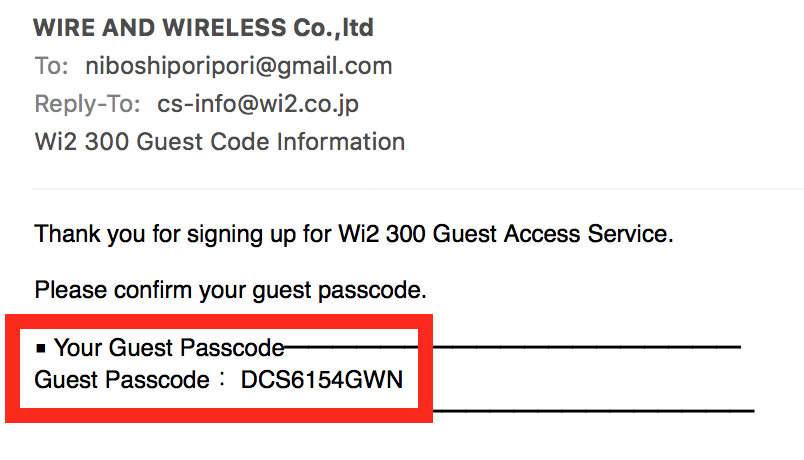 WIRE AND WIRELESS Co.,ltd
To: niboshiporipori@gmail.com
Reply-To: cs-info@wi2.co.jp
Wi2 300 Guest Code Information
Thank you for signing up for Wi2 300 Guest Access Service.
Please confirm your guest passcode.
▪ Your Guest Passcode━━━━━━━━━━━━━━━━━━━
Guest Passcode： DCS6154GWN